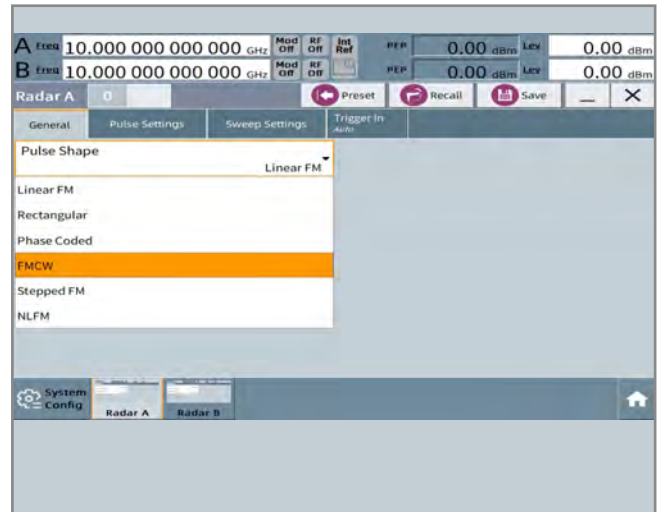 A Freq 10.000 000 000 000 GHz Mod Off RF Off Int Ref PEP 0.00 dBm Lev 0.00 dBm
B Freq 10.000 000 000 000 GHz Mod Off RF Off PEP 0.00 dBm Lev 0.00 dBm
Radar A 0 Preset Recall Save
General Pulse Settings Sweep Settings Trigger In
Auto
Pulse Shape
Linear FM
Linear FM
Rectangular
Phase Coded
FMCW
Stepped FM
NLFM
System
Config
Radar A Radar B